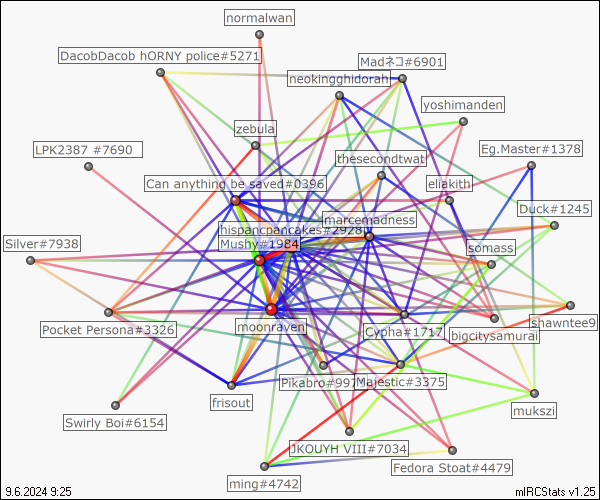 normalwan
DacobDacob hORNY police#5271
Madネコ#6901
neokingghidorah
yoshimanden
zebula
LPK2387 #7690
thesecondtwat
Eg.Master#1378
Can anything be saved#0396
eliakith
Duck#1245
marcemadness
hispancpancakes#2928
Mushy#1984
Silver#7938
somass
Pocket Persona#3326
moonraven
Cypha#1717
bigcitysamurai
shawntee9
Pikabro#997
Majestic#3375
frisout
mukszi
Swirly Boi#6154
JKOUYH VIII#7034
Fedora Stoat#4479
ming#4742
9.6.2024 9:25
mIRCStats v1.25